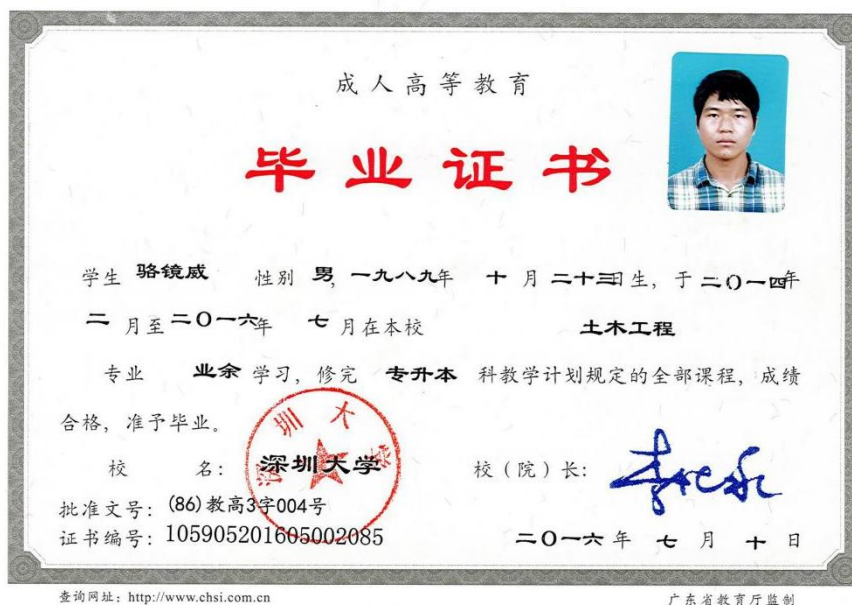 成人高等教育
毕业证书
学生 骆镜威 性别 男, 一九八九年 十月二十三日生, 于二〇一四年
二月至二〇一六年 七月在本校 土木工程
专业 业余学习, 修完 专升本 科教学计划规定的全部课程, 成绩
合格, 准予毕业。
深圳大学
校 名: 深圳大学 校(院)长:
批准文号: (86)教高3字004号
证书编号: 105905201605002085 二〇一六年 七月十日
查询网址: http://www.chsi.com.cn 广东省教育厅监制